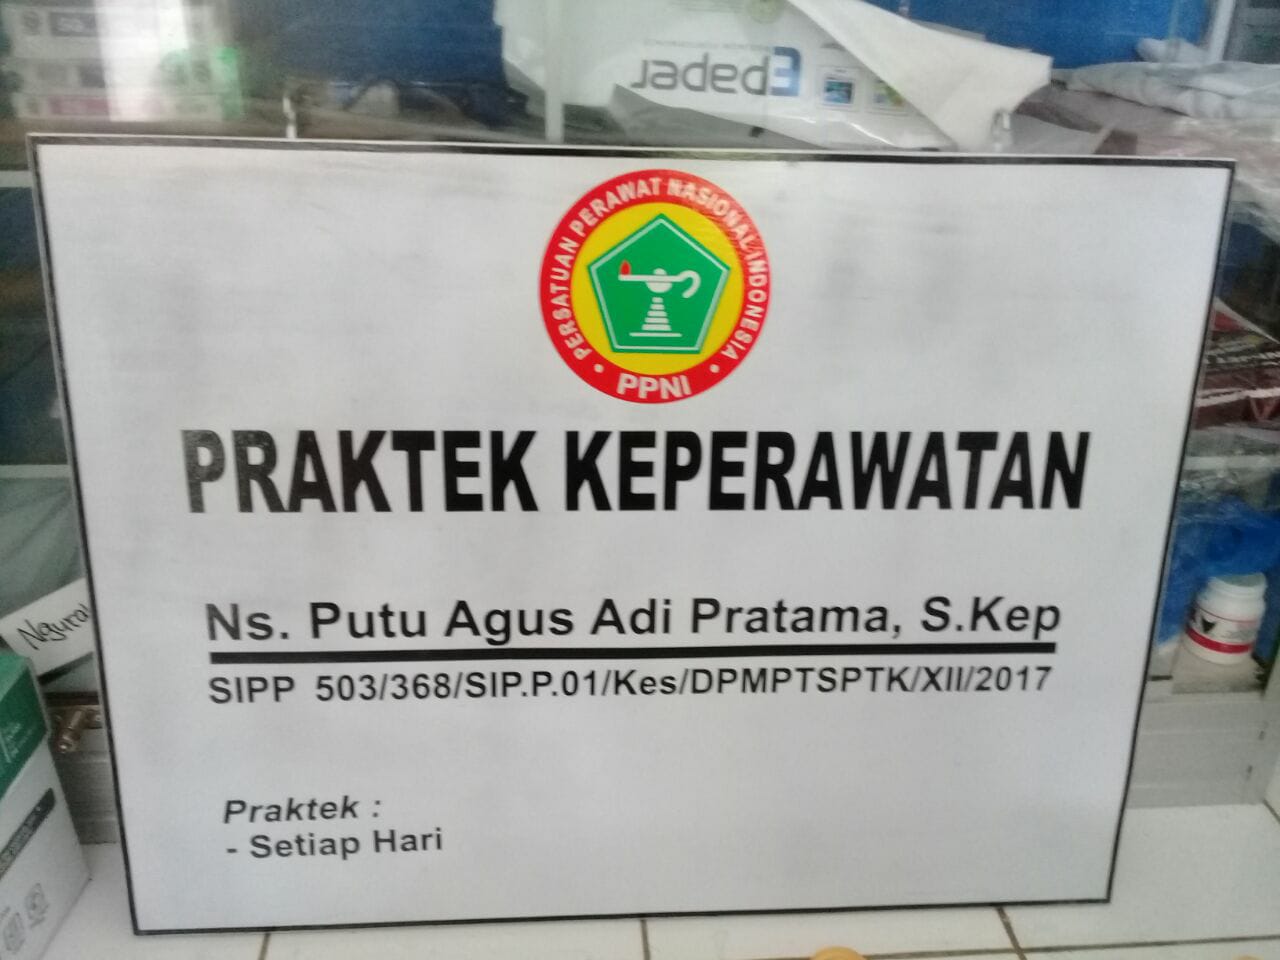 Epaper
PERSATUAN PERAWAT NASIONAL INDONESIA
PPNI
PRAKTEK KEPERAWATAN
Ns. Putu Agus Adi Pratama, S.Kep
SIPP 503/368/SIP.P.01/Kes/DPMPTSPTK/XII/2017
Praktek :
- Setiap Hari